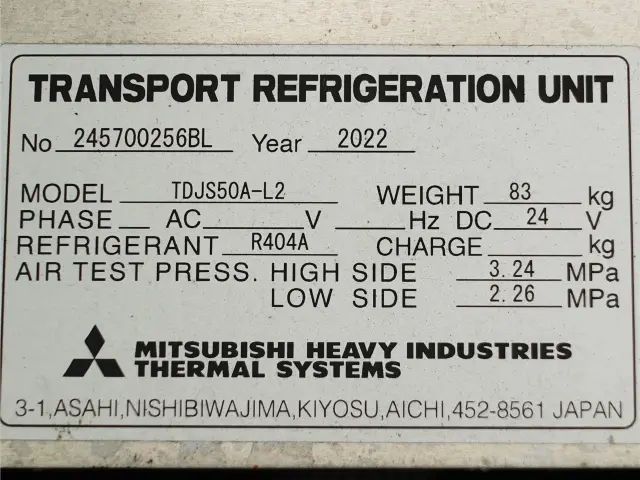 TRANSPORT REFRIGERATION UNIT
No 245700256BL Year 2022
MODEL TDJS50A-L2 WEIGHT 83 kg
PHASE AC V Hz DC 24 V
REFRIGERANT R404A CHARGE kg
AIR TEST PRESS. HIGH SIDE 3.24 MPa
LOW SIDE 2.26 MPa
MITSUBISHI HEAVY INDUSTRIES
THERMAL SYSTEMS
3-1,ASAHI,NISHIBIWAJIMA,KIYOSU,AICHI,452-8561 JAPAN